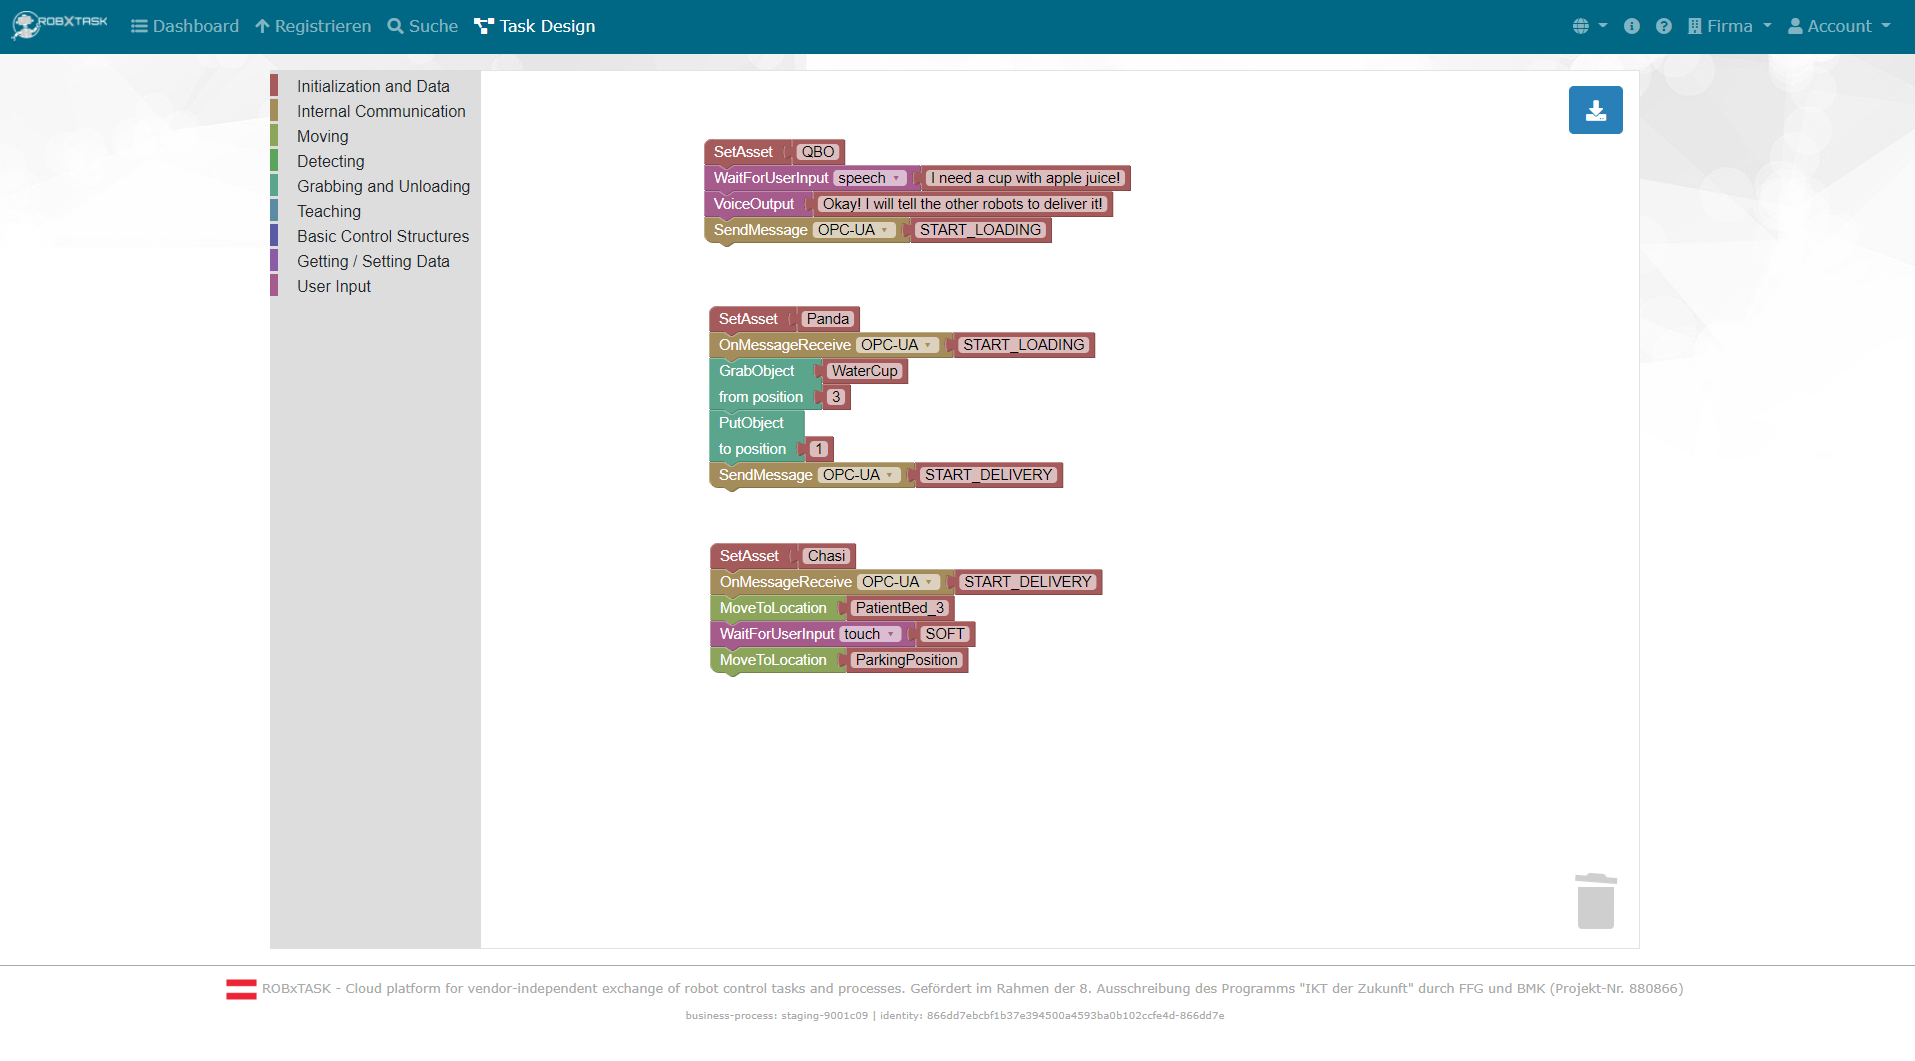 ROBXTASK Dashboard Registrieren Suche Task Design Firma Account
Initialization and Data
Internal Communication
Moving
Detecting
Grabbing and Unloading
Teaching
Basic Control Structures
Getting / Setting Data
User Input
SetAsset QBO
WaitForUserInput speech I need a cup with apple juice!
VoiceOutput Okay! I will tell the other robots to deliver it!
SendMessage OPC-UA START_LOADING
SetAsset Panda
OnMessageReceive OPC-UA START_LOADING
GrabObject WaterCup
from position 3
PutObject
to position 1
SendMessage OPC-UA START_DELIVERY
SetAsset Chasi
OnMessageReceive OPC-UA START_DELIVERY
MoveToLocation PatientBed_3
WaitForUserInput touch SOFT
MoveToLocation ParkingPosition
ROBxTASK - Cloud platform for vendor-independent exchange of robot control tasks and processes. Gefördert im Rahmen der 8. Ausschreibung des Programms "IKT der Zukunft" durch FFG und BMK (Projekt-Nr. 880866)
business-process: staging-9001c09 | identity: 866dd7ebcbf1b37e394500a4593ba0b102ccfe4d-866dd7e